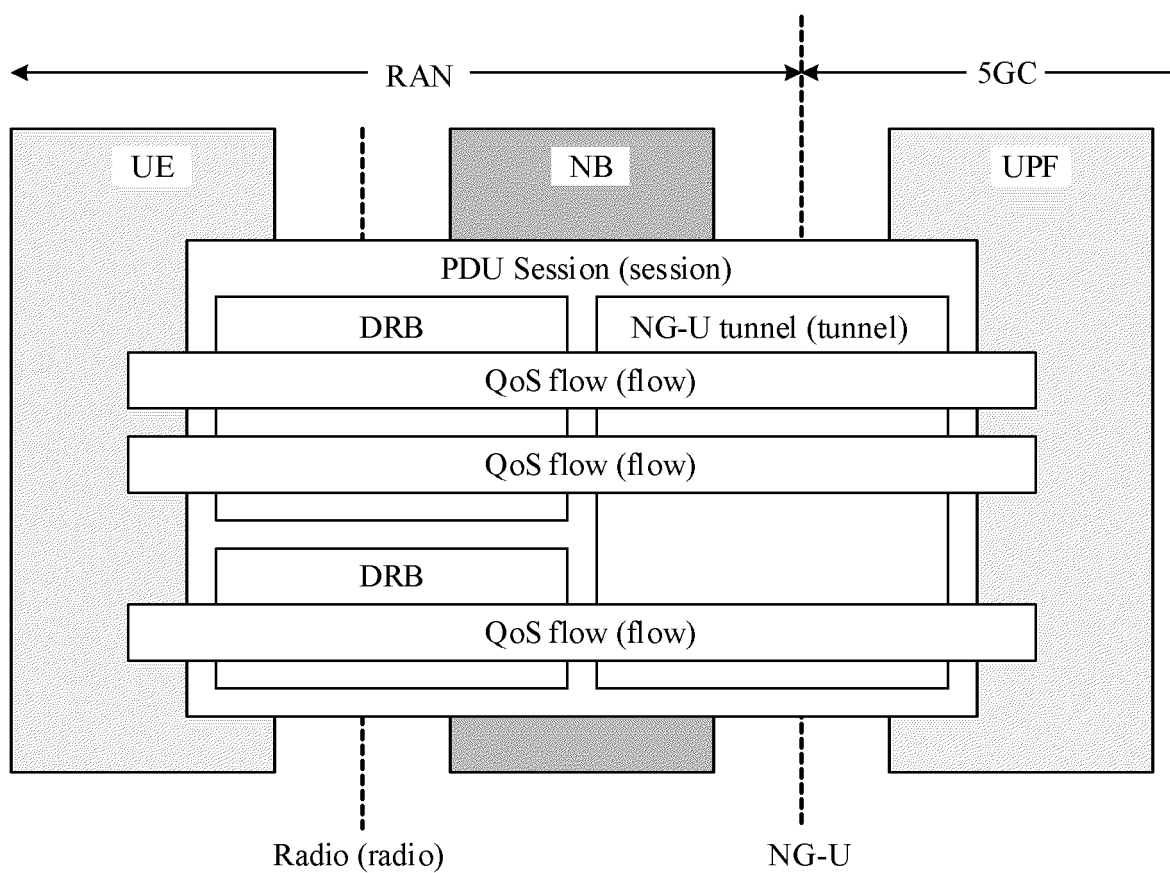 RAN
5GC
UE
NB
UPF
PDU Session (session)
DRB
NG-U tunnel (tunnel)
QoS flow (flow)
QoS flow (flow)
DRB
QoS flow (flow)
Radio (radio)
NG-U